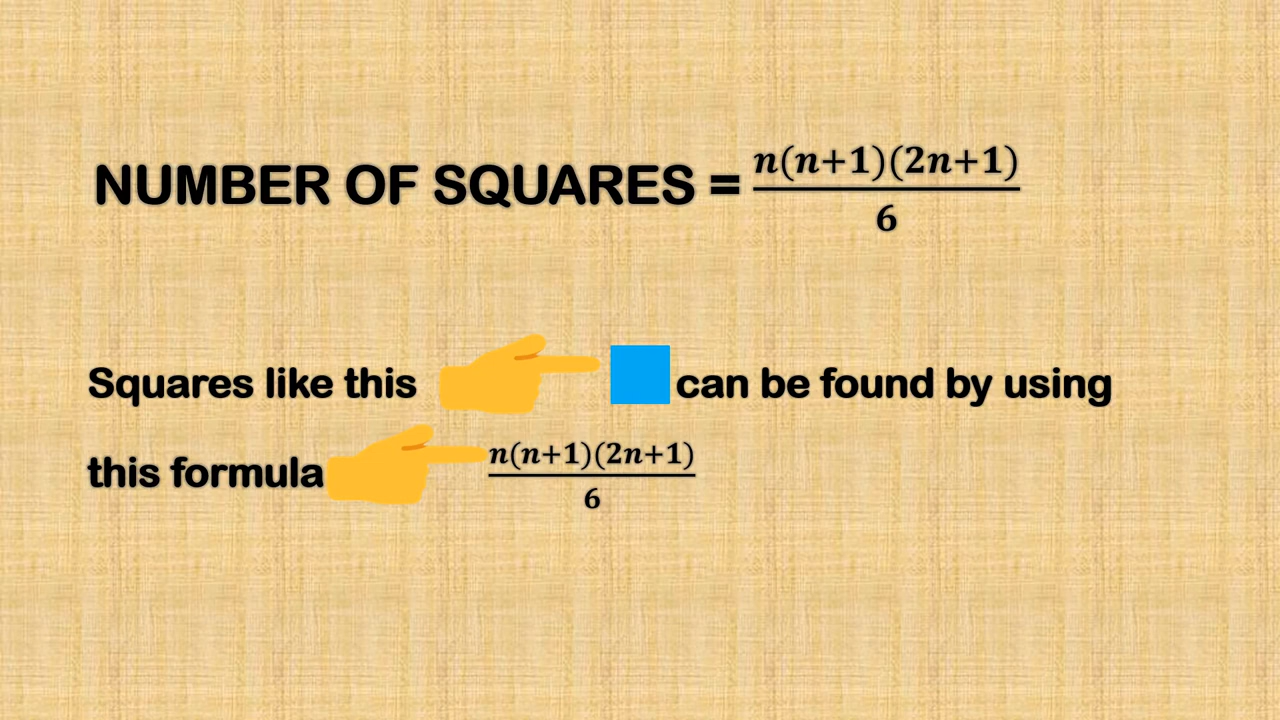 NUMBER OF SQUARES = n(n+1)(2n+1)/6
Squares like this can be found by using
this formula n(n+1)(2n+1)/6